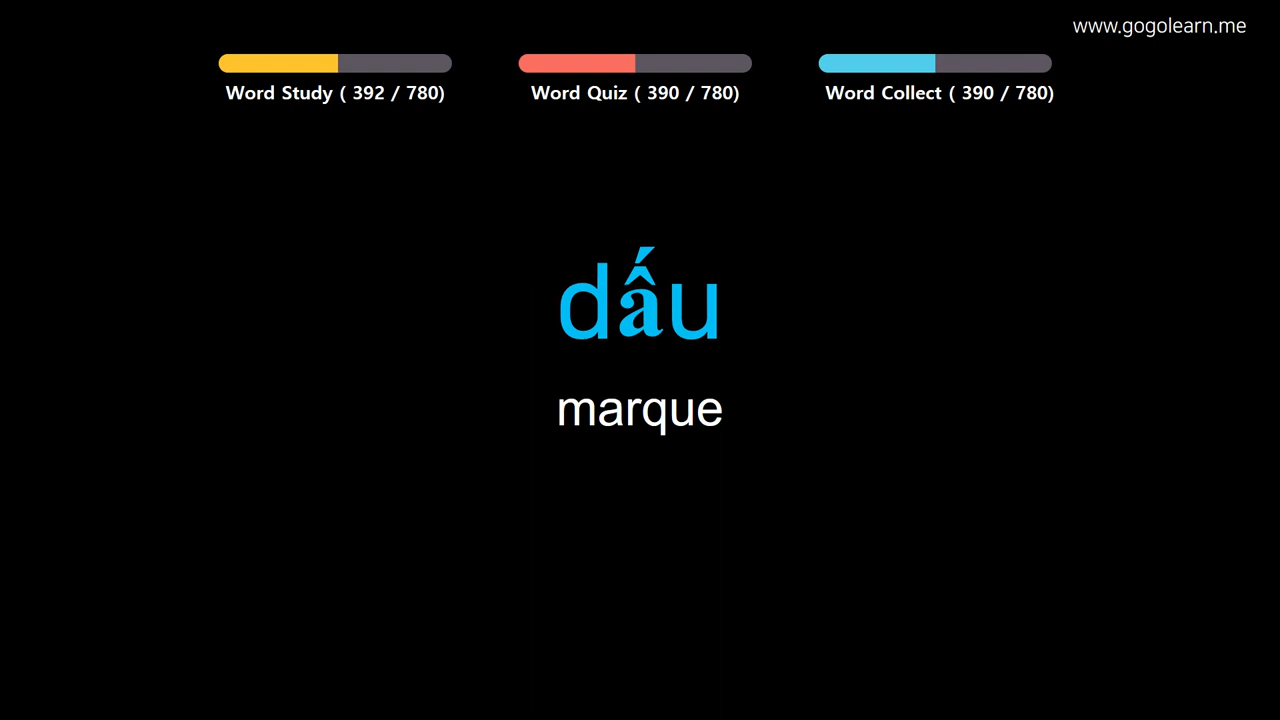 www.gogolearn.me
Word Study ( 392 / 780)
Word Quiz ( 390 / 780)
Word Collect ( 390 / 780)
dấu
marque